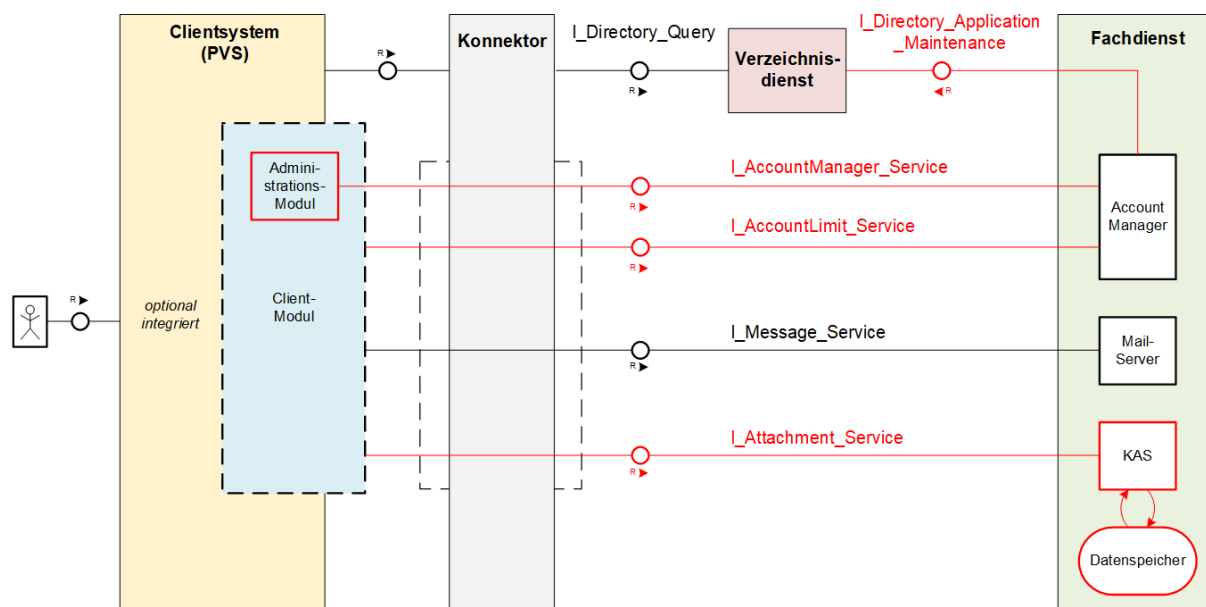 Clientsystem
(PVS)
R
Konnektor
I_Directory_Query
R
Verzeichnis-
dienst
I_Directory_Application
_Maintenance
R
Fachdienst
Admini-
strations-
Modul
I_AccountManager_Service
R
I_AccountLimit_Service
R
Account
Manager
R
optional
integriert
Client-
Modul
I_Message_Service
R
Mail-
Server
I_Attachment_Service
R
KAS
Datenspeicher